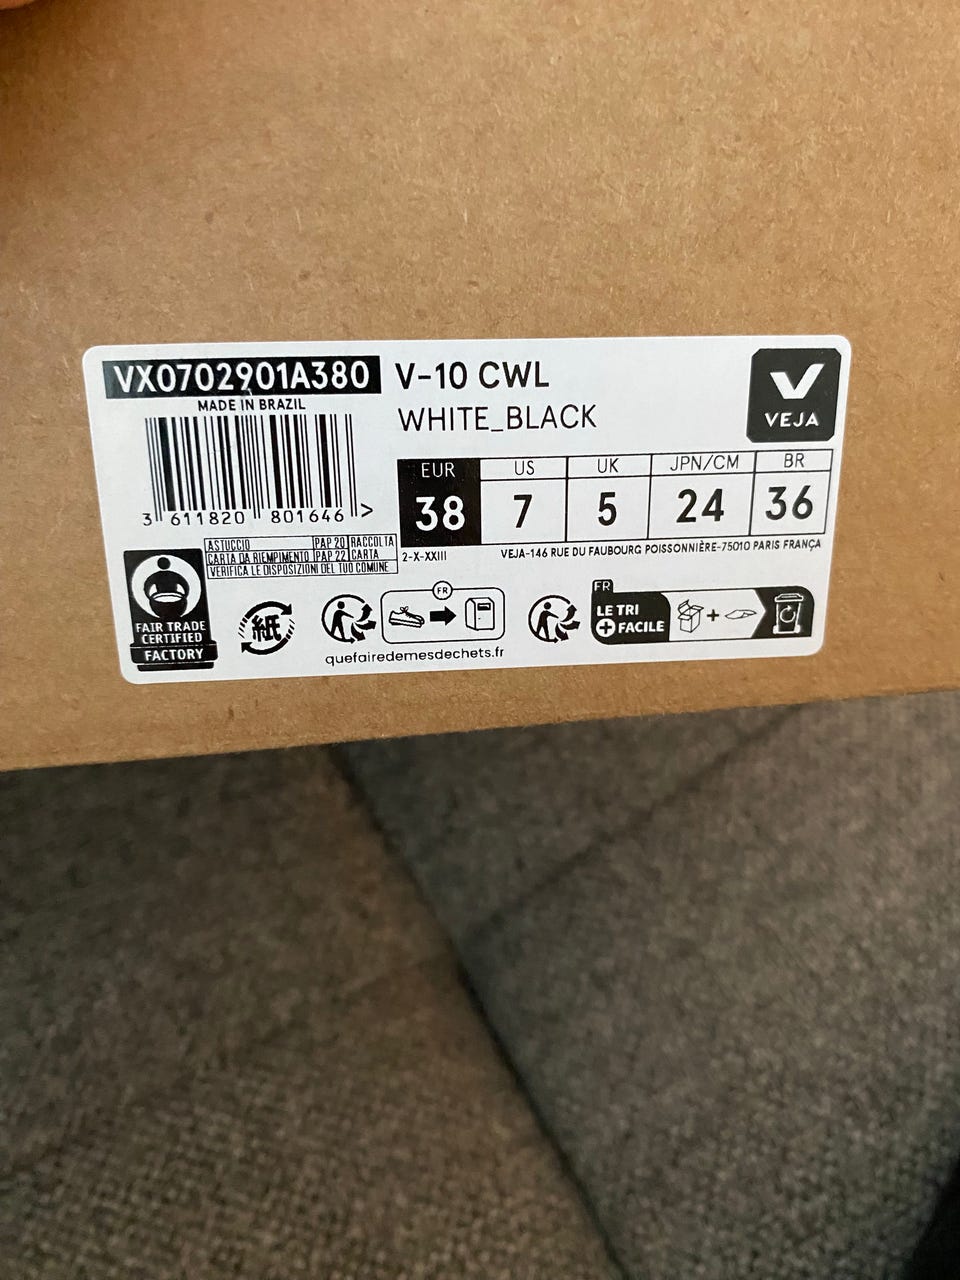 VX0702901A380
MADE IN BRAZIL
3 611820 801646 >
V-10 CWL
WHITE_BLACK
VEJA
EUR US UK JPN/CM BR
38 7 5 24 36
ASTUCCIO PAP 20 RACCOLTA
CARTA DA RIEMPIMENTO PAP 22 CARTA
VERIFICA LE DISPOSIZIONI DEL TUO COMUNE
2-X-XXIII
VEJA-146 RUE DU FAUBOURG POISSONNIÈRE-75010 PARIS FRANÇA
FAIR TRADE
CERTIFIED
FACTORY
紙
FR
quefairedemesdechets.fr
FR
LE TRI
+ FACILE
+